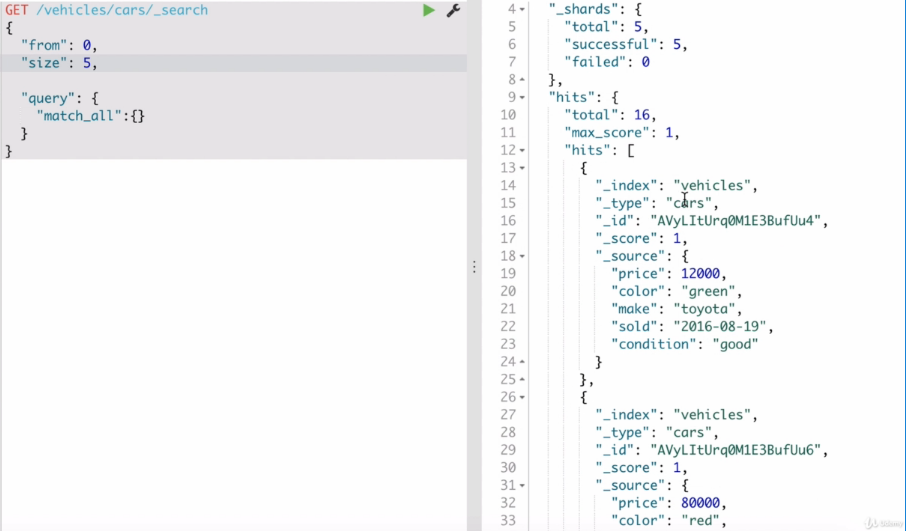 GET /vehicles/cars/_search
{
"from": 0,
"size": 5,
"query": {
"match_all":{}
}
}
4 "_shards": {
5 "total": 5,
6 "successful": 5,
7 "failed": 0
8 },
9 "hits": {
10 "total": 16,
11 "max_score": 1,
12 "hits": [
13 {
14 "_index": "vehicles",
15 "_type": "cars",
16 "_id": "AVyLItUrq0M1E3BufUu4",
17 "_score": 1,
18 "_source": {
19 "price": 12000,
20 "color": "green",
21 "make": "toyota",
22 "sold": "2016-08-19",
23 "condition": "good"
24 }
25 },
26 {
27 "_index": "vehicles",
28 "_type": "cars",
29 "_id": "AVyLItUrq0M1E3BufUu6",
30 "_score": 1,
31 "_source": {
32 "price": 80000,
33 "color": "red",
Udemy